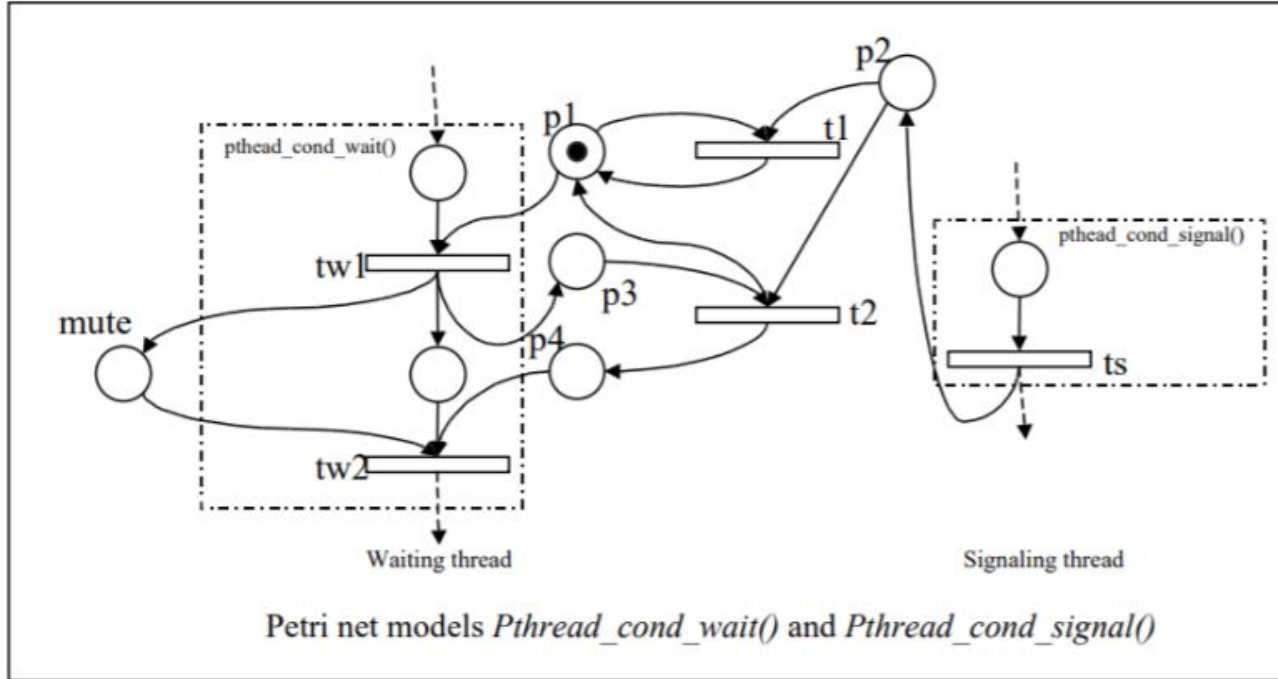 p2
p1
t1
pthead_cond_wait()
pthead_cond_signal()
tw1
p3
mute
t2
p4
ts
tw2
Waiting thread
Signaling thread
Petri net models Pthread_cond_wait() and Pthread_cond_signal()